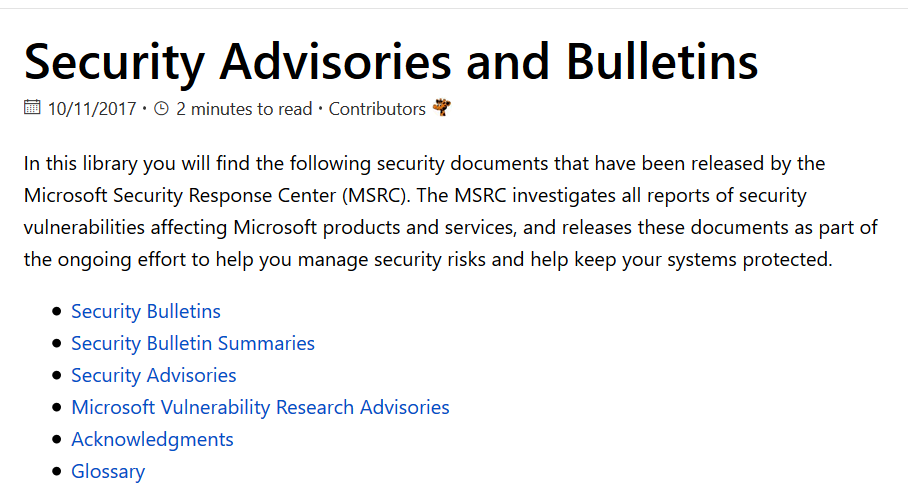 Security Advisories and Bulletins
10/11/2017 • 2 minutes to read • Contributors
In this library you will find the following security documents that have been released by the
Microsoft Security Response Center (MSRC). The MSRC investigates all reports of security
vulnerabilities affecting Microsoft products and services, and releases these documents as part of
the ongoing effort to help you manage security risks and help keep your systems protected.
• Security Bulletins
• Security Bulletin Summaries
• Security Advisories
• Microsoft Vulnerability Research Advisories
• Acknowledgments
• Glossary